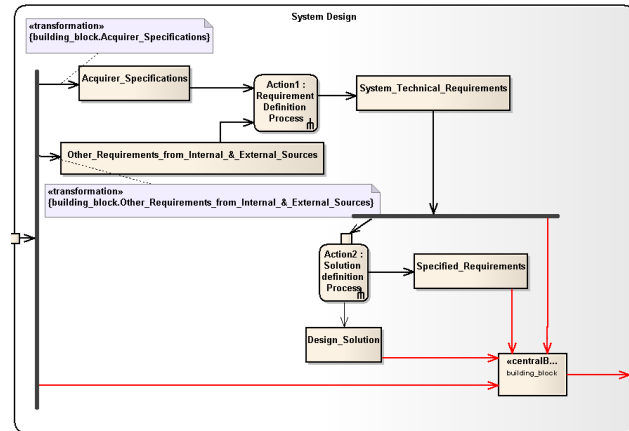 System Design
«transformation»
{building_block.Acquirer_Specifications}
Acquirer_Specifications
Action1 :
Requirement
Definition
Process
System_Technical_Requirements
Other_Requirements_from_Internal_&_External_Sources
«transformation»
{building_block.Other_Requirements_from_Internal_&_External_Sources}
Action2 :
Solution
definition
Process
Specified_Requirements
Design_Solution
«centralB...
building_block